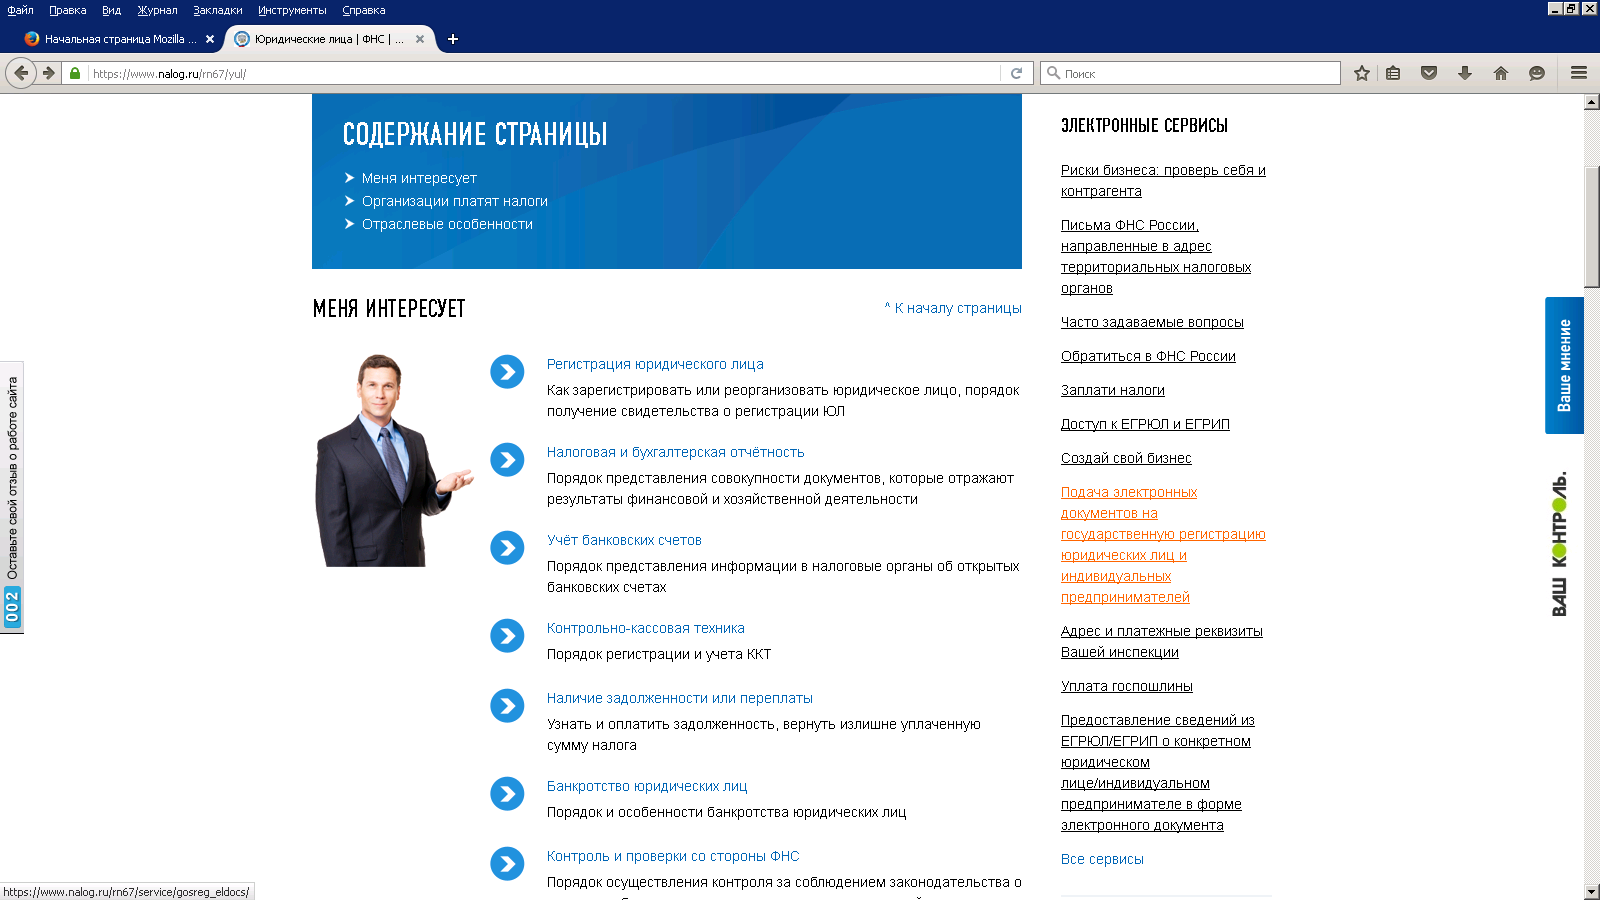 Файл Правка Вид Журнал Закладки Инструменты Справка
Начальная страница Mozilla ...
Юридические лица | ФНС | ...
https://www.nalog.ru/rn67/yul/
Поиск
СОДЕРЖАНИЕ СТРАНИЦЫ
Меня интересует
Организации платят налоги
Отраслевые особенности
МЕНЯ ИНТЕРЕСУЕТ
^ К началу страницы
Регистрация юридического лица
Как зарегистрировать или реорганизовать юридическое лицо, порядок
получение свидетельства о регистрации ЮЛ
Налоговая и бухгалтерская отчётность
Порядок представления совокупности документов, которые отражают
результаты финансовой и хозяйственной деятельности
Учёт банковских счетов
Порядок представления информации в налоговые органы об открытых
банковских счетах
Контрольно-кассовая техника
Порядок регистрации и учета ККТ
Наличие задолженности или переплаты
Узнать и оплатить задолженность, вернуть излишне уплаченную
сумму налога
Банкротство юридических лиц
Порядок и особенности банкротства юридических лиц
Контроль и проверки со стороны ФНС
Порядок осуществления контроля за соблюдением законодательства о
ЭЛЕКТРОННЫЕ СЕРВИСЫ
Риски бизнеса: проверь себя и
контрагента
Письма ФНС России,
направленные в адрес
территориальных налоговых
органов
Часто задаваемые вопросы
Обратиться в ФНС России
Заплати налоги
Доступ к ЕГРЮЛ и ЕГРИП
Создай свой бизнес
Подача электронных
документов на
государственную регистрацию
юридических лиц и
индивидуальных
предпринимателей
Адрес и платежные реквизиты
Вашей инспекции
Уплата госпошлины
Предоставление сведений из
ЕГРЮЛ/ЕГРИП о конкретном
юридическом
лице/индивидуальном
предпринимателе в форме
электронного документа
Все сервисы
Ваше мнение
ВАШ КОНТРОЛЬ.
002 Оставьте свой отзыв о работе сайта
https://www.nalog.ru/rn67/service/gosreg_eldocs/